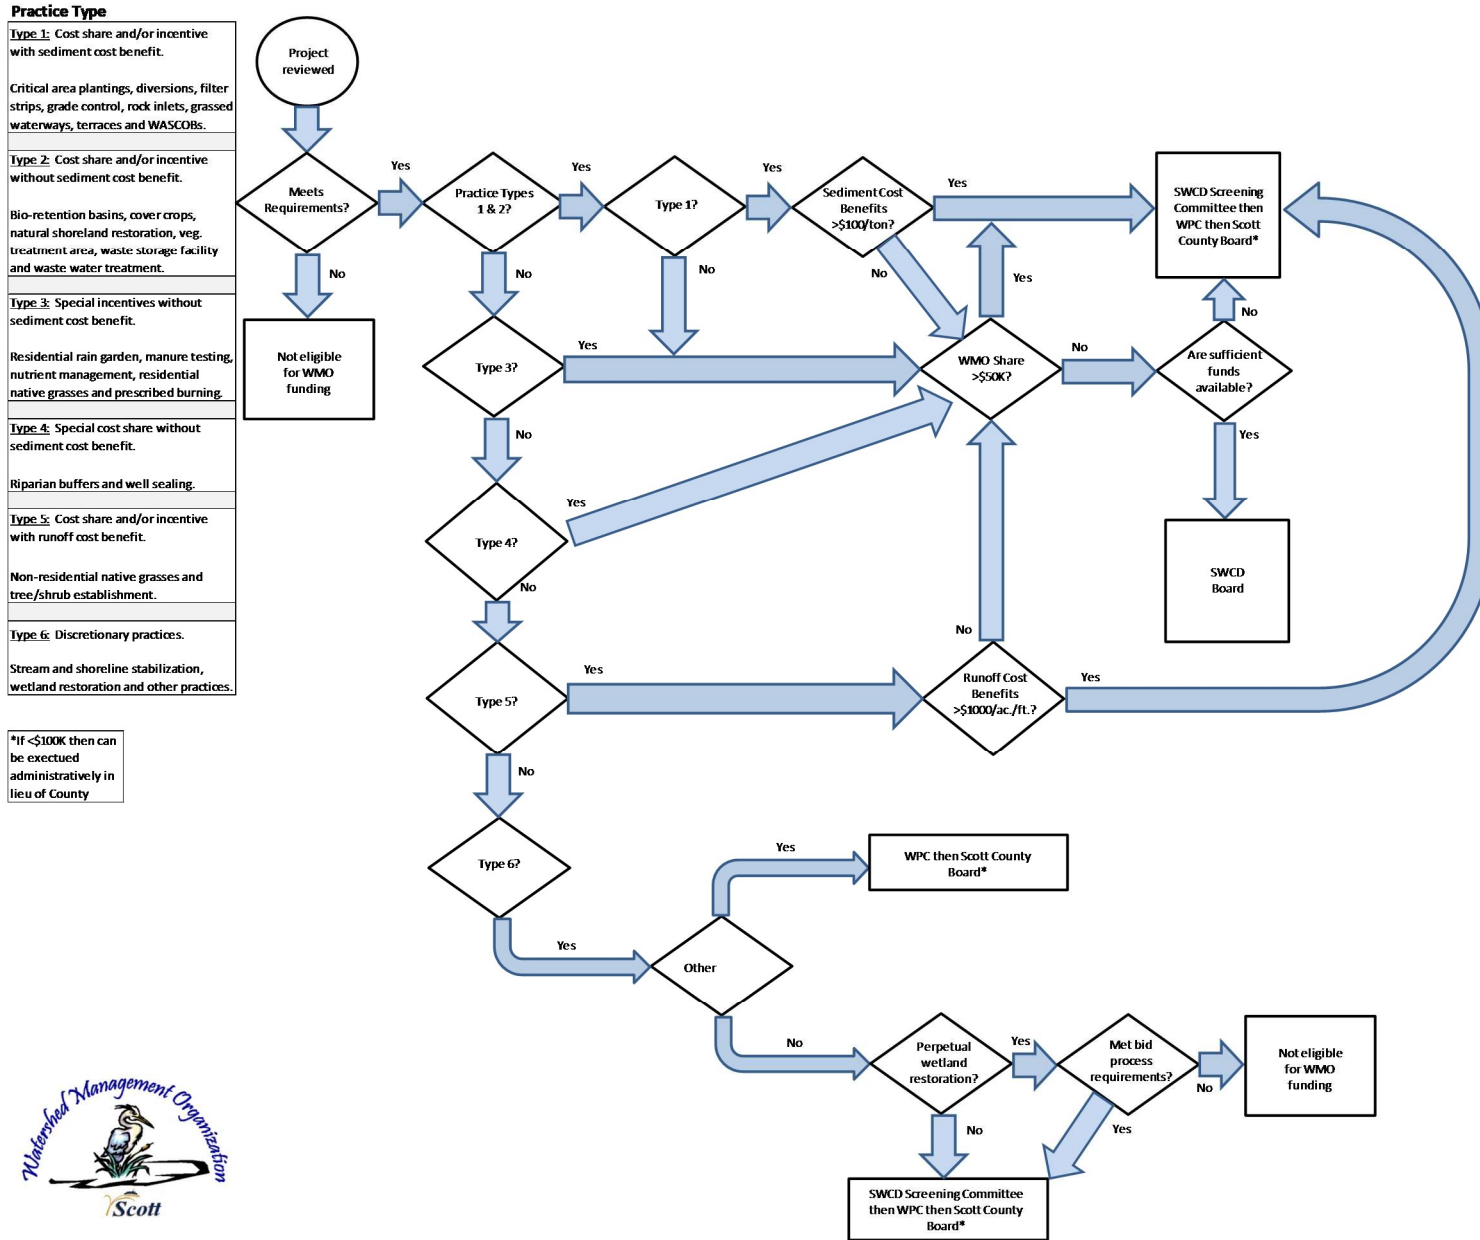 Practice Type
Type 1: Cost share and/or incentive
with sediment cost benefit.
Critical area plantings, diversions, filter
strips, grade control, rock inlets, grassed
waterways, terraces and WASCOBs.
Type 2: Cost share and/or incentive
without sediment cost benefit.
Bio-retention basins, cover crops,
natural shoreland restoration, veg.
treatment area, waste storage facility
and waste water treatment.
Type 3: Special incentives without
sediment cost benefit.
Residential rain garden, manure testing,
nutrient management, residential
native grasses and prescribed burning.
Type 4: Special cost share without
sediment cost benefit.
Riparian buffers and well sealing.
Type 5: Cost share and/or incentive
with runoff cost benefit.
Non-residential native grasses and
tree/shrub establishment.
Type 6: Discretionary practices.
Stream and shoreline stabilization,
wetland restoration and other practices.
*If <$100K then can
be exectued
administratively in
lieu of County
Project
reviewed
Meets
Requirements?
Yes
No
Not eligible
for WMO
funding
Practice Types
1 & 2?
Yes
No
Type 1?
Yes
No
Sediment Cost
Benefits
>$100/ton?
Yes
No
SWCD Screening
Committee then
WPC then Scott
County Board*
Type 3?
Yes
No
WMO Share
>$50K?
Yes
No
Are sufficient
funds
available?
No
Yes
SWCD
Board
Type 4?
Yes
No
Type 5?
Yes
No
Runoff Cost
Benefits
>$1000/ac./ft.?
No
Yes
Type 6?
Yes
Other
Yes
WPC then Scott County
Board*
No
Perpetual
wetland
restoration?
Yes
No
Met bid
process
requirements?
No
Yes
Not eligible
for WMO
funding
SWCD Screening Committee
then WPC then Scott County
Board*
Watershed Management Organization
Scott